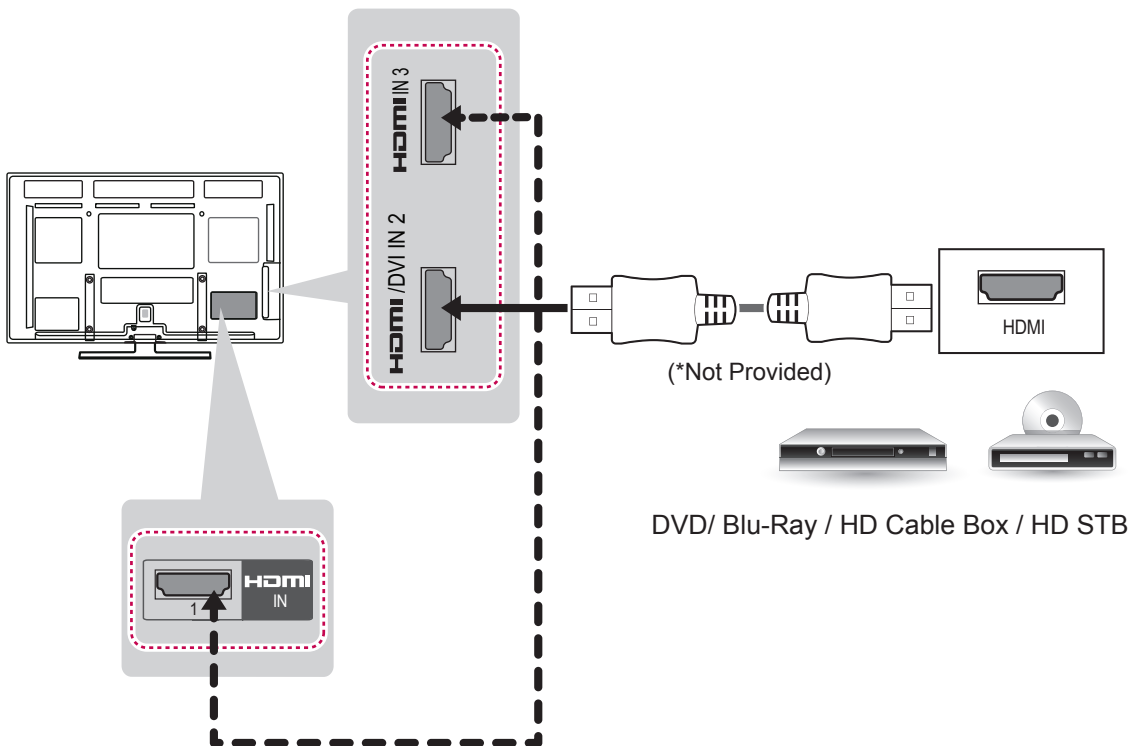 HDMI IN 3
HDMI /DVI IN 2
(*Not Provided)
HDMI
DVD/ Blu-Ray / HD Cable Box / HD STB
1
HDMI
IN